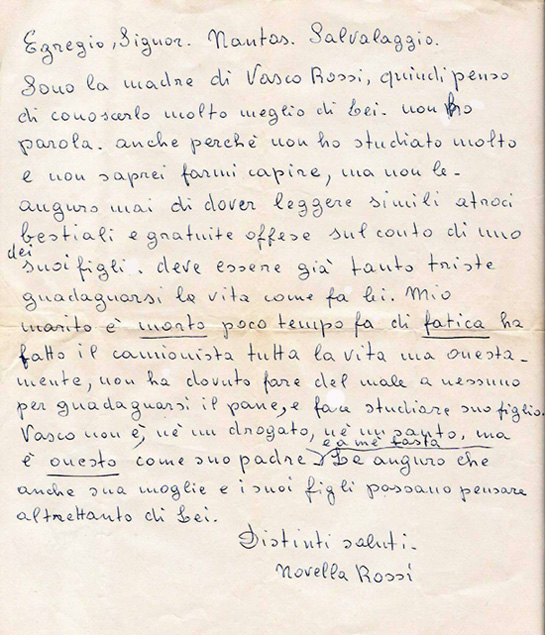 Egregio, Signor. Nantas. Salvalaggio.
Sono la madre di Vasco Rossi, quindi penso
di conoscerlo molto meglio di Lei. non ho
parola. anche perchè non ho studiato molto
e non saprei farmi capire, ma non le-
auguro mai di dover leggere simili atroci
bestiali e gratuite offese sul conto di uno
dei
suoi figli. deve essere già tanto triste
guadagnarsi la vita come fa lei. Mio
marito è morto poco tempo fa di fatica ha
fatto il camionista tutta la vita ma onesta-
mente, non ha dovuto fare del male a nessuno
per guadagnarsi il pane, e fare studiare suo figlio.
Vasco non è, nè un drogato, nè un santo, ma
e a me basta
è onesto come suo padre Le auguro che
anche sua moglie e i suoi figli possano pensare
altrettanto di Lei.
Distinti saluti.
Novella Rossi